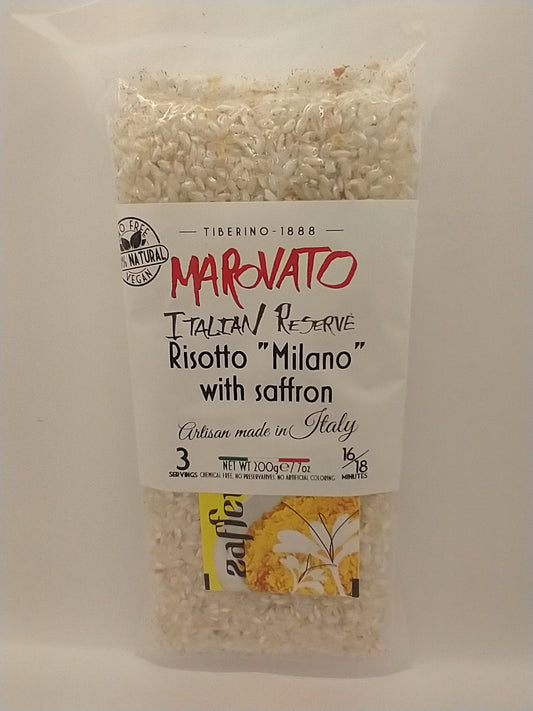 TIBERINO-1888
FREE
NATURAL
VEGAN
MAROVATO
ITALIAN RESERVE
Risotto "Milano"
with saffron
Artisan made in Italy
3
SERVINGS
NET WT 200g℮/7oz
CHEMICAL FREE, NO PRESERVATIVES, NO ARTIFICIAL COLORING
16/18
MINUTES